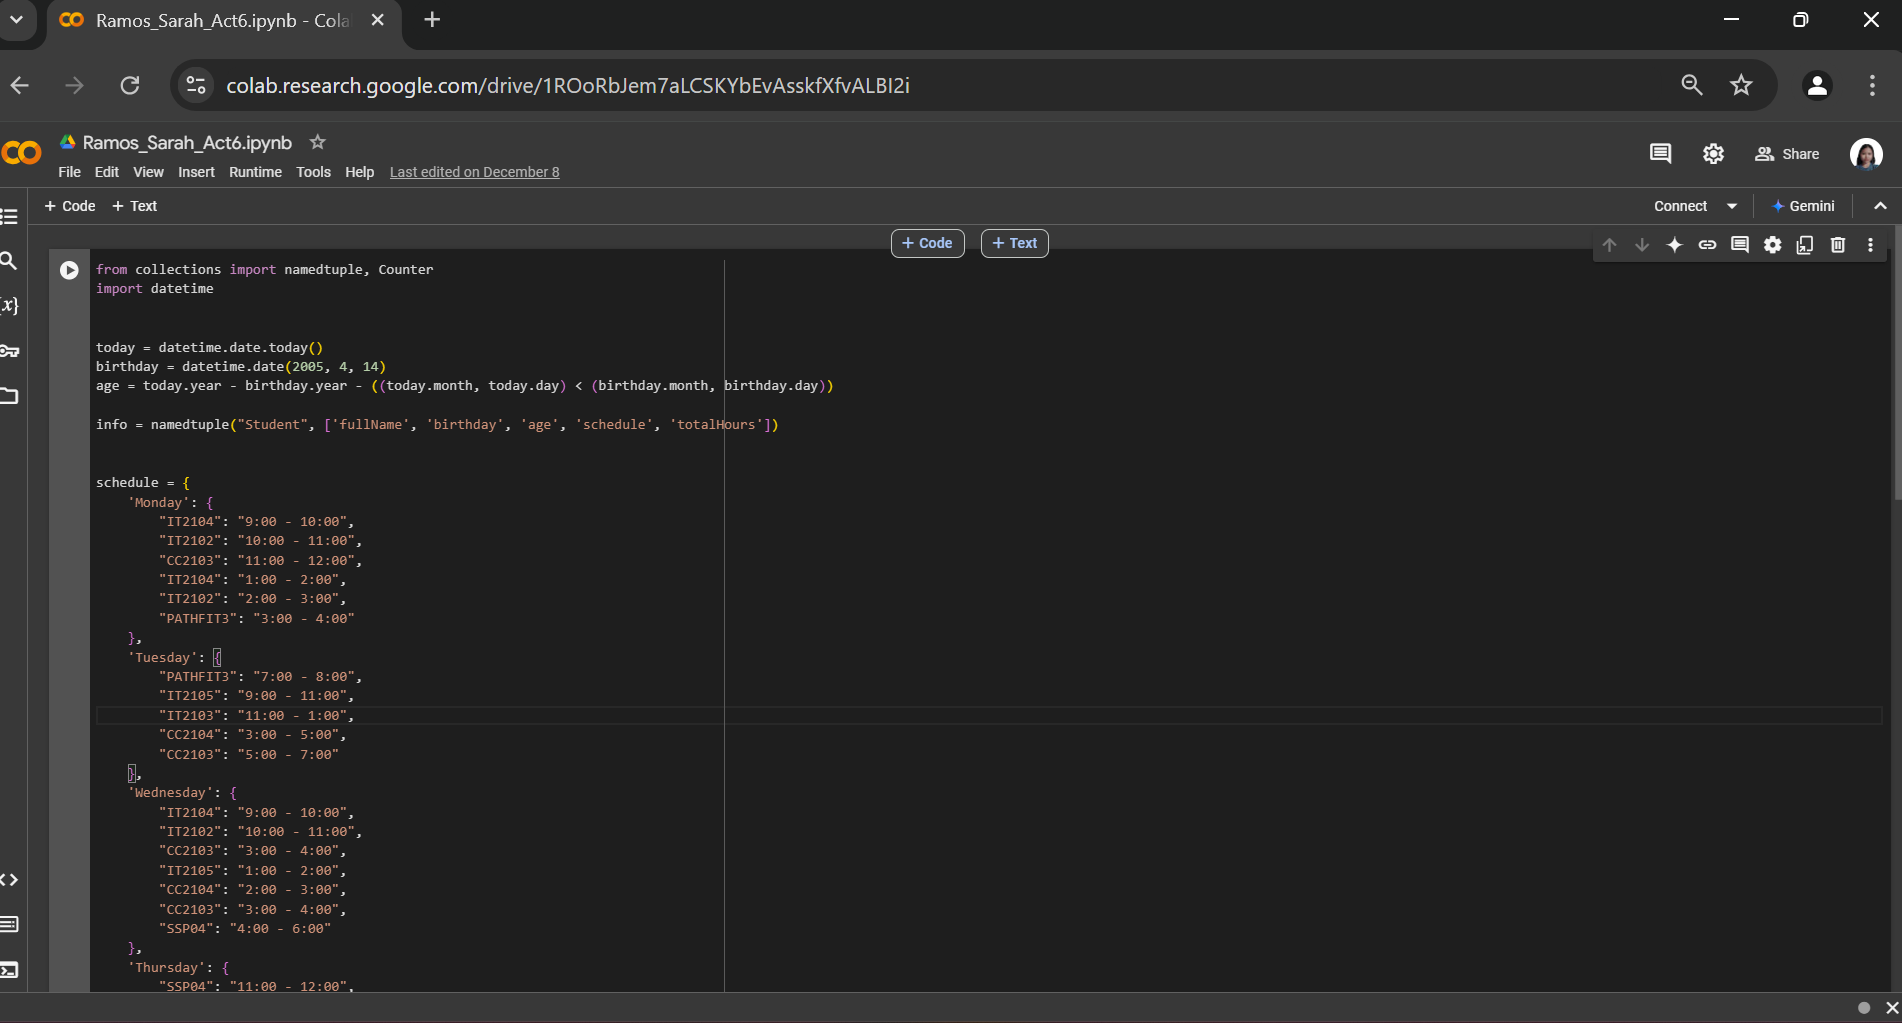 Ramos_Sarah_Act6.ipynb - Cola
colab.research.google.com/drive/1ROoRbJem7aLCSKYbEvAsskfXfvALBI2i
Ramos_Sarah_Act6.ipynb
File Edit View Insert Runtime Tools Help Last edited on December 8
Share
+ Code + Text
Connect
Gemini
+ Code
+ Text
{x}
from collections import namedtuple, Counter
import datetime
today = datetime.date.today()
birthday = datetime.date(2005, 4, 14)
age = today.year - birthday.year - ((today.month, today.day) < (birthday.month, birthday.day))
info = namedtuple("Student", ['fullName', 'birthday', 'age', 'schedule', 'totalHours'])
schedule = {
'Monday': {
"IT2104": "9:00 - 10:00",
"IT2102": "10:00 - 11:00",
"CC2103": "11:00 - 12:00",
"IT2104": "1:00 - 2:00",
"IT2102": "2:00 - 3:00",
"PATHFIT3": "3:00 - 4:00"
},
'Tuesday': {
"PATHFIT3": "7:00 - 8:00",
"IT2105": "9:00 - 11:00",
"IT2103": "11:00 - 1:00",
"CC2104": "3:00 - 5:00",
"CC2103": "5:00 - 7:00"
},
'Wednesday': {
"IT2104": "9:00 - 10:00",
"IT2102": "10:00 - 11:00",
"CC2103": "3:00 - 4:00",
"IT2105": "1:00 - 2:00",
"CC2104": "2:00 - 3:00",
"CC2103": "3:00 - 4:00",
"SSP04": "4:00 - 6:00"
},
'Thursday': {
"SSP04": "11:00 - 12:00",